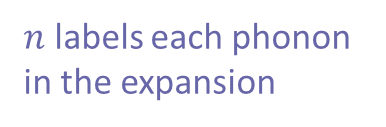 n labels each phonon
in the expansion